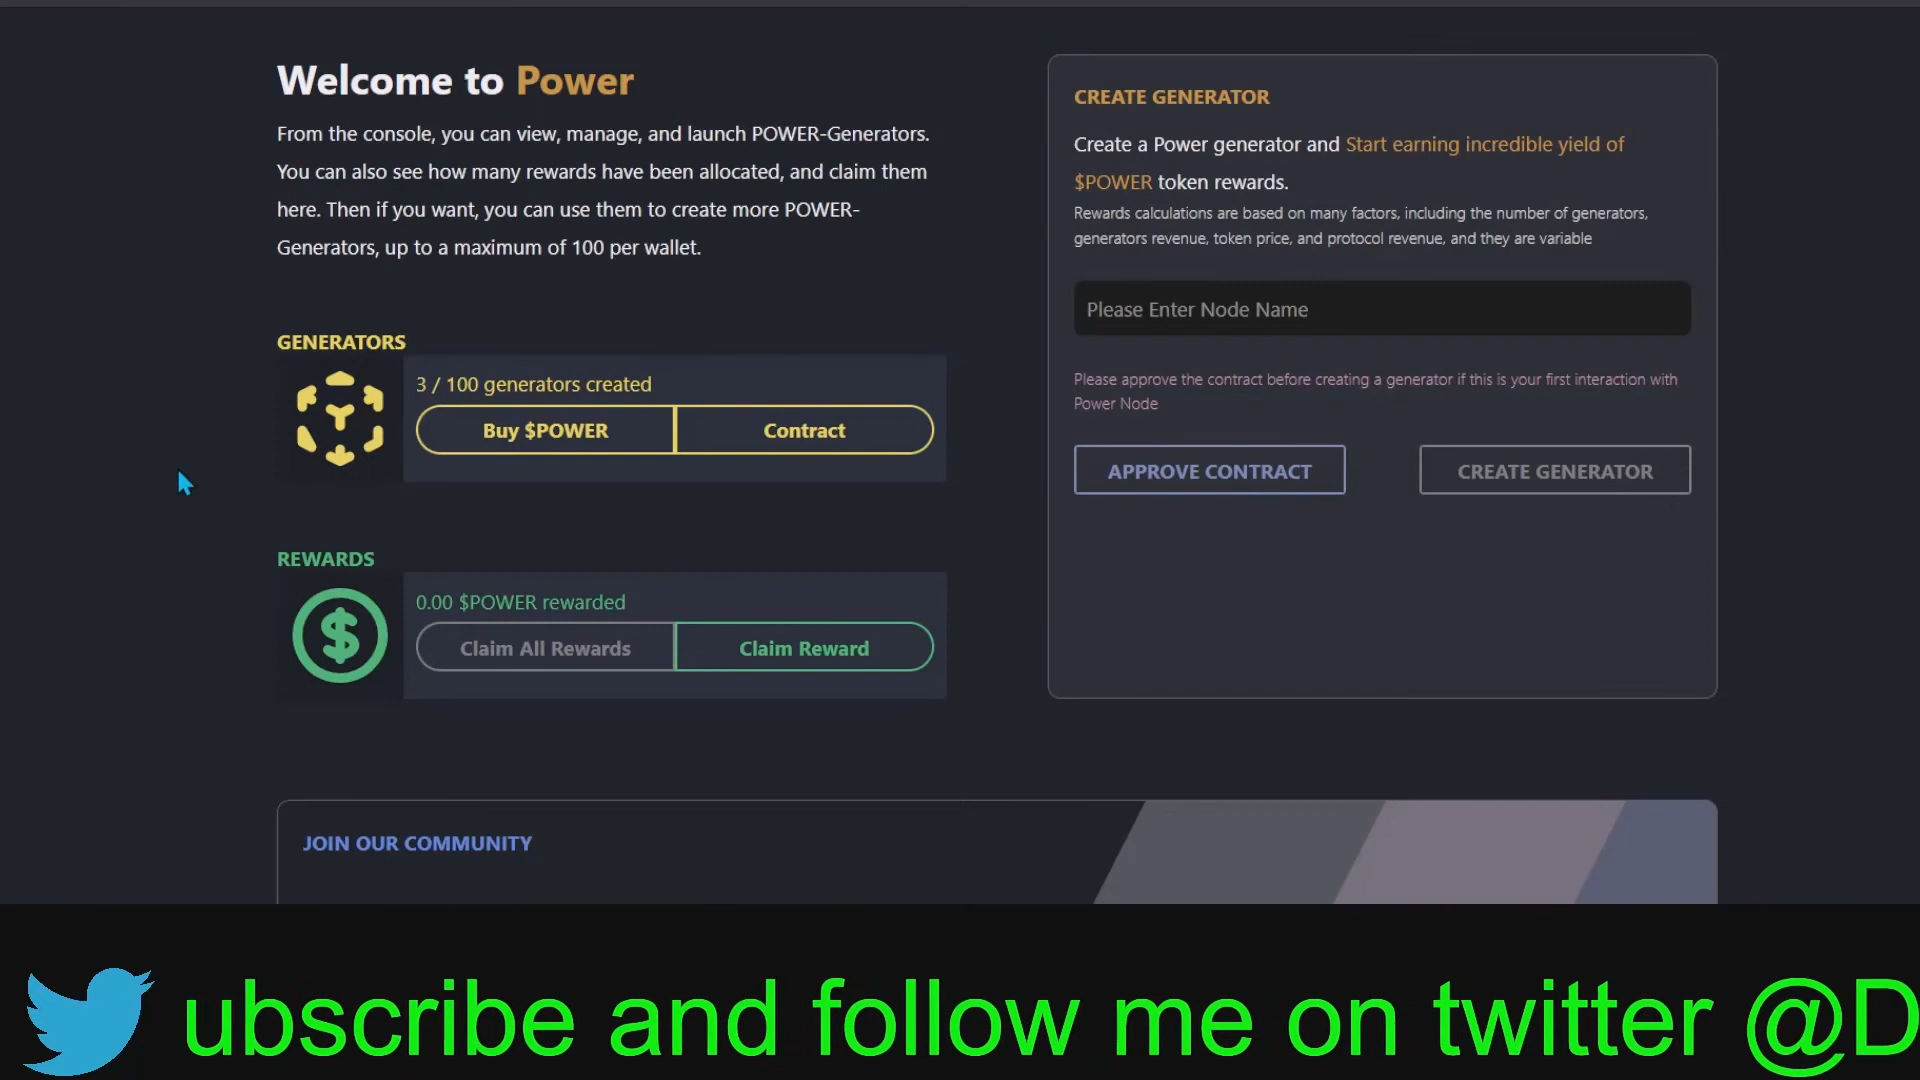 Welcome to Power
From the console, you can view, manage, and launch POWER-Generators.
You can also see how many rewards have been allocated, and claim them
here. Then if you want, you can use them to create more POWER-
Generators, up to a maximum of 100 per wallet.
GENERATORS
3 / 100 generators created
Buy $POWER
Contract
REWARDS
0.00 $POWER rewarded
Claim All Rewards
Claim Reward
CREATE GENERATOR
Create a Power generator and Start earning incredible yield of
$POWER token rewards.
Rewards calculations are based on many factors, including the number of generators,
generators revenue, token price, and protocol revenue, and they are variable
Please Enter Node Name
Please approve the contract before creating a generator if this is your first interaction with
Power Node
APPROVE CONTRACT
CREATE GENERATOR
JOIN OUR COMMUNITY
ubscribe and follow me on twitter @D